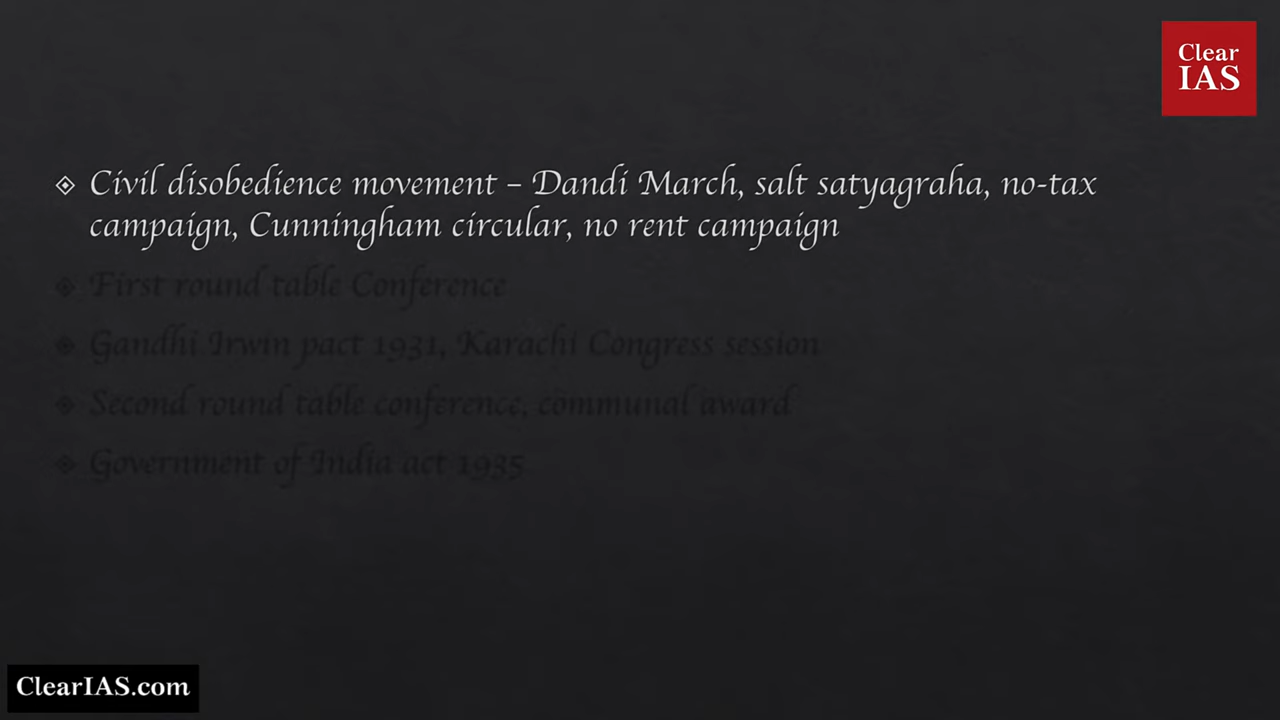 Clear
IAS
Civil disobedience movement – Dandi March, salt satyagraha, no-tax
campaign, Cunningham circular, no rent campaign
First round table Conference
Gandhi Irwin pact 1931, Karachi Congress session
Second round table conference, communal award
Government of India act 1935
ClearIAS.com